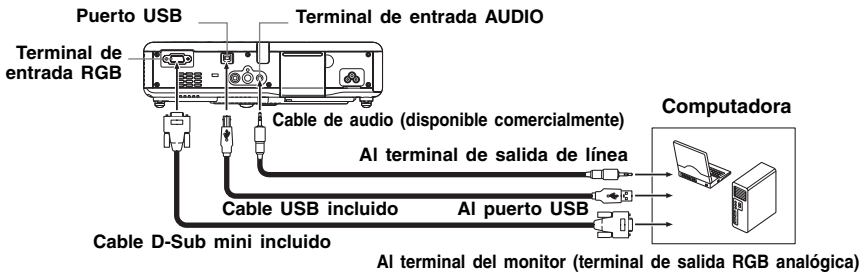 Puerto USB
Terminal de entrada AUDIO
Terminal de
entrada RGB
Cable de audio (disponible comercialmente)
Computadora
Al terminal de salida de línea
Cable USB incluido
Al puerto USB
Cable D-Sub mini incluido
Al terminal del monitor (terminal de salida RGB analógica)